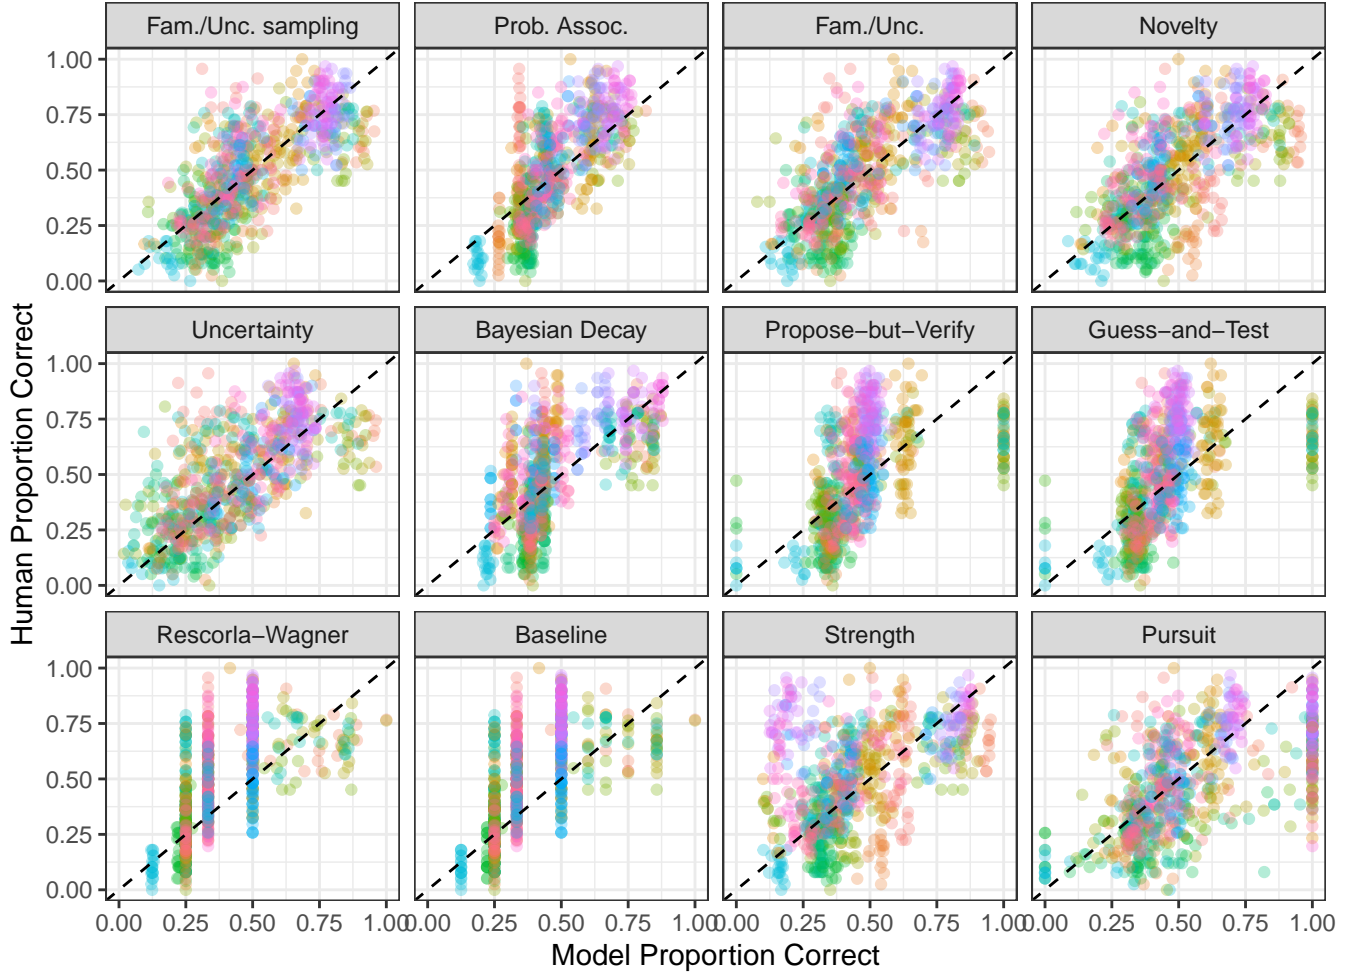 Fam./Unc. sampling
Prob. Assoc.
Fam./Unc.
Novelty
1.00
0.75
0.50
0.25
0.00
Uncertainty
Bayesian Decay
Propose−but−Verify
Guess−and−Test
1.00
0.75
0.50
0.25
0.00
Rescorla−Wagner
Baseline
Strength
Pursuit
1.00
0.75
0.50
0.25
0.00
0.00 0.25 0.50 0.75 1.00
0.00 0.25 0.50 0.75 1.00
0.00 0.25 0.50 0.75 1.00
0.00 0.25 0.50 0.75 1.00
Model Proportion Correct
Human Proportion Correct